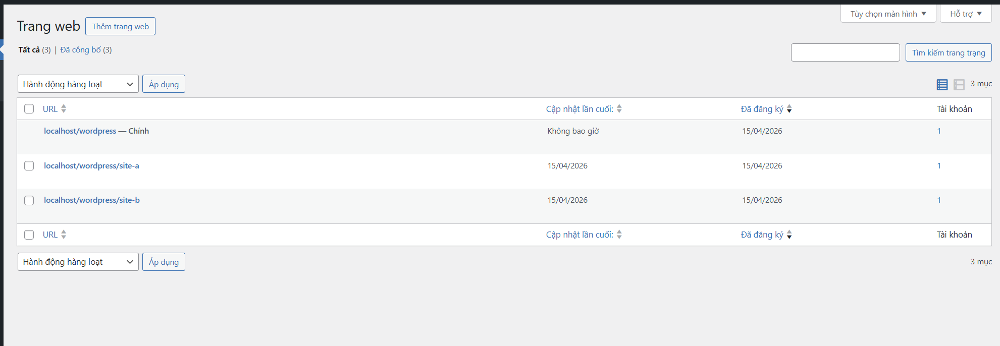 Tùy chọn màn hình ▼ Hỗ trợ ▼
Trang web Thêm trang web
Tất cả (3) | Đã công bố (3)
Tìm kiếm trang trạng
Hành động hàng loạt Áp dụng 3 mục
URL Cập nhật lần cuối: Đã đăng ký Tài khoản
localhost/wordpress — Chính Không bao giờ 15/04/2026 1
localhost/wordpress/site-a 15/04/2026 15/04/2026 1
localhost/wordpress/site-b 15/04/2026 15/04/2026 1
URL Cập nhật lần cuối: Đã đăng ký Tài khoản
Hành động hàng loạt Áp dụng 3 mục